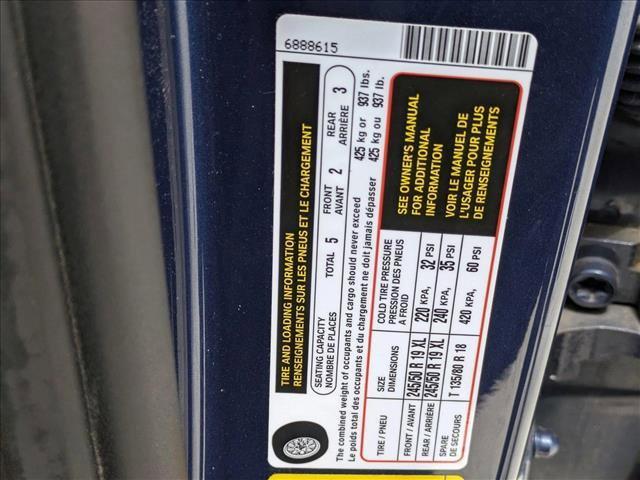 6888615
TIRE AND LOADING INFORMATION
RENSEIGNEMENTS SUR LES PNEUS ET LE CHARGEMENT
SEATING CAPACITY TOTAL 5 FRONT 2 REAR 3
NOMBRE DE PLACES AVANT ARRIÈRE
The combined weight of occupants and cargo should never exceed 425 kg or 937 lbs.
Le poids total des occupants et du chargement ne doit jamais dépasser 425 kg ou 937 lb.
TIRE / PNEU SIZE DIMENSIONS COLD TIRE PRESSURE PRESSION DES PNEUS A FROID
FRONT / AVANT 245/50 R 19 XL 220 KPA, 32 PSI
REAR / ARRIÈRE 245/50 R 19 XL 240 KPA, 35 PSI
SPARE DE SECOURS T 135/80 R 18 420 KPA, 60 PSI
SEE OWNER'S MANUAL
FOR ADDITIONAL
INFORMATION
VOIR LE MANUEL DE
L'USAGER POUR PLUS
DE RENSEIGNEMENTS